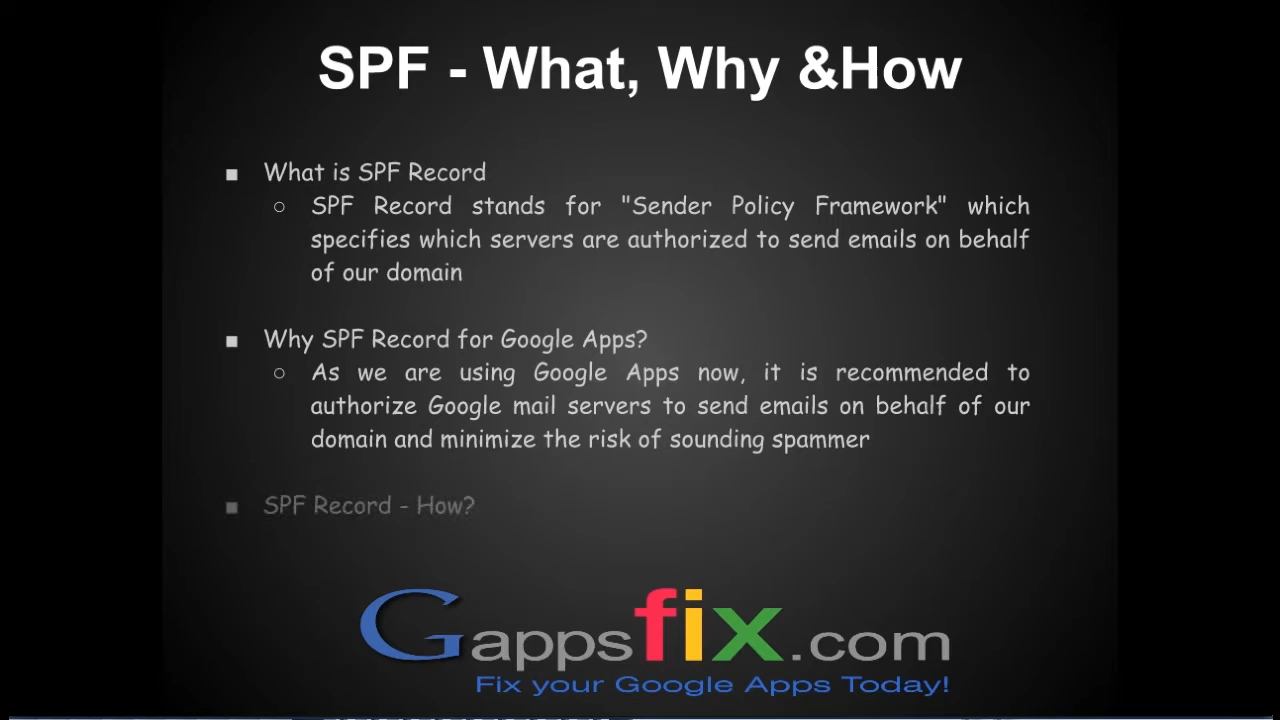 SPF - What, Why &How
■ What is SPF Record
○ SPF Record stands for "Sender Policy Framework" which
specifies which servers are authorized to send emails on behalf
of our domain
■ Why SPF Record for Google Apps?
○ As we are using Google Apps now, it is recommended to
authorize Google mail servers to send emails on behalf of our
domain and minimize the risk of sounding spammer
■ SPF Record - How?
Gappsfix.com
Fix your Google Apps Today!